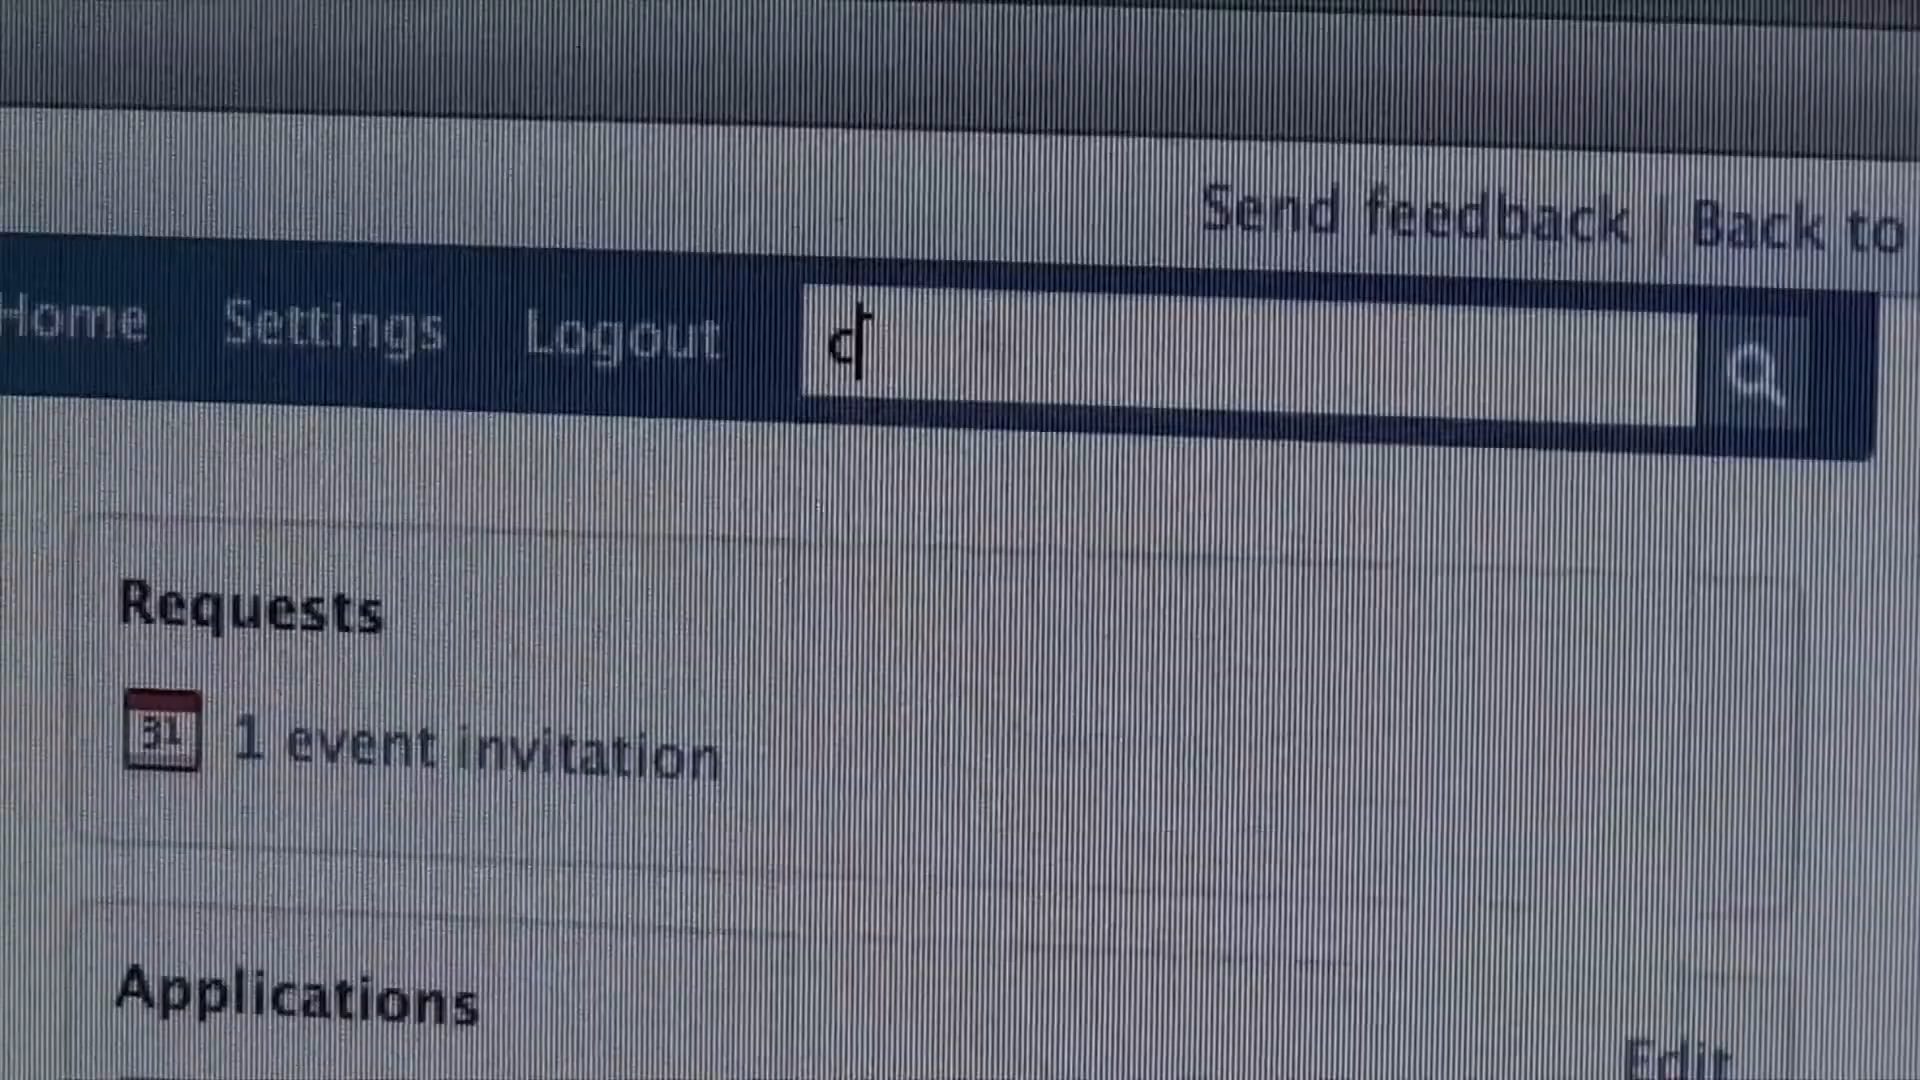 Send feedback | Back to
Home Settings Logout c
Requests
31 1 event invitation
Applications
Edit